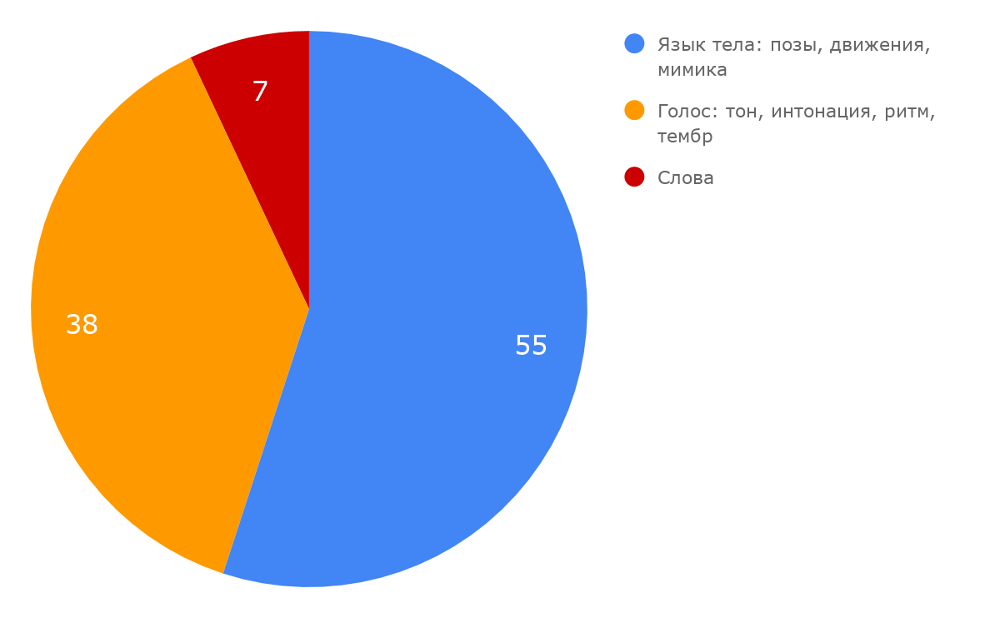 7
38
55
Язык тела: позы, движения,
мимика
Голос: тон, интонация, ритм,
тембр
Слова